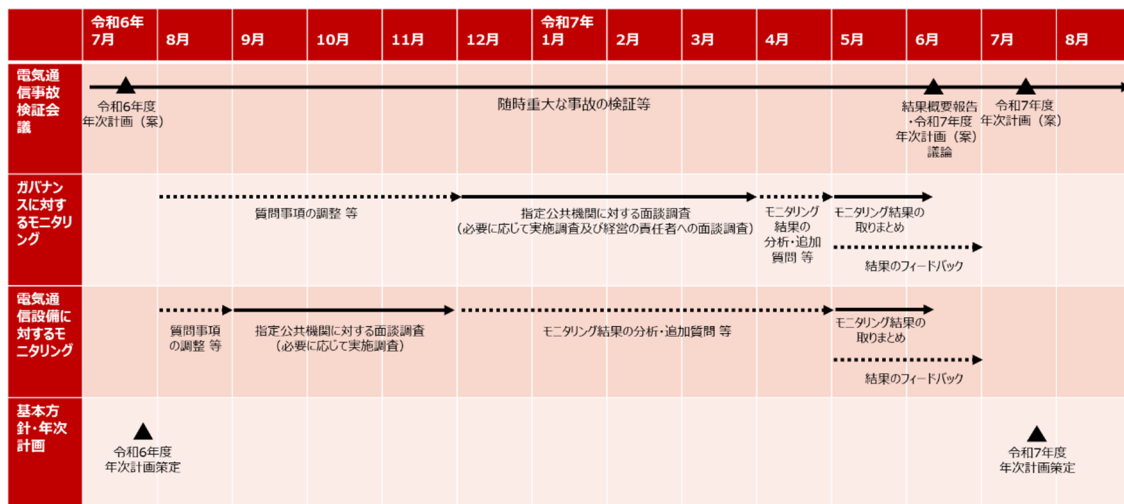 令和6年
7月
8月
9月
10月
11月
12月
令和7年
1月
2月
3月
4月
5月
6月
7月
8月
電気通
信事故
検証会
議
令和6年度
年次計画（案）
随時重大な事故の検証等
結果概要報告
・令和7年度
年次計画（案）
議論
令和7年度
年次計画（案）
ガバナン
スに対す
るモニタ
リング
質問事項の調整 等
指定公共機関に対する面談調査
（必要に応じて実施調査及び経営の責任者への面談調査）
モニタリング
結果の
分析・追加
質問 等
モニタリング結果の
取りまとめ
結果のフィードバック
電気通
信設備に
対するモ
ニタリング
質問事項
の調整 等
指定公共機関に対する面談調査
（必要に応じて実施調査）
モニタリング結果の分析・追加質問 等
モニタリング結果の
取りまとめ
結果のフィードバック
基本方
針・年次
計画
令和6年度
年次計画策定
令和7年度
年次計画策定